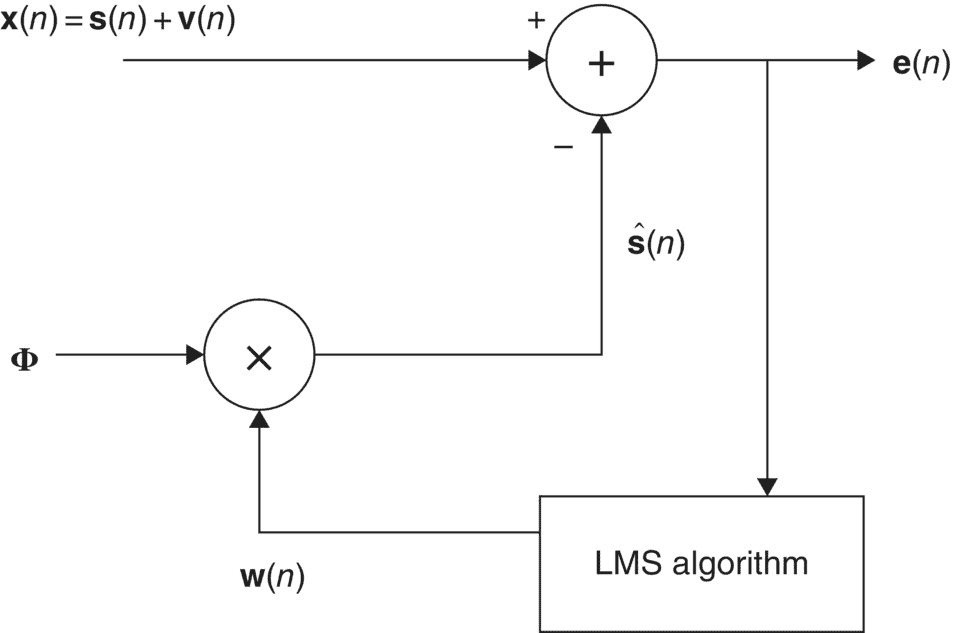 x(n) = s(n) + v(n)
+
+
e(n)
−
ŝ(n)
Φ
×
w(n)
LMS algorithm